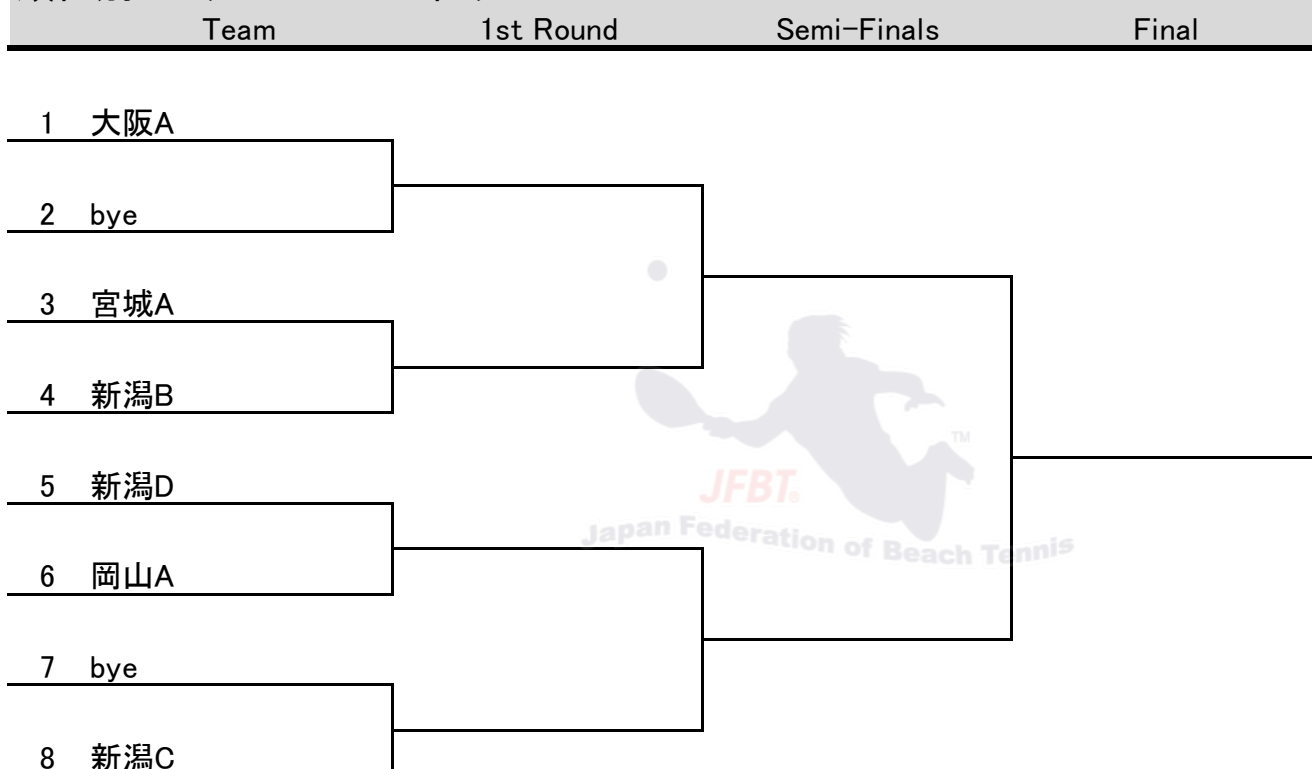 Team 1st Round Semi-Finals Final
1 大阪A
2 bye
3 宮城A
4 新潟B
5 新潟D
6 岡山A
7 bye
8 新潟C
TM
JFBT®
Japan Federation of Beach Tennis